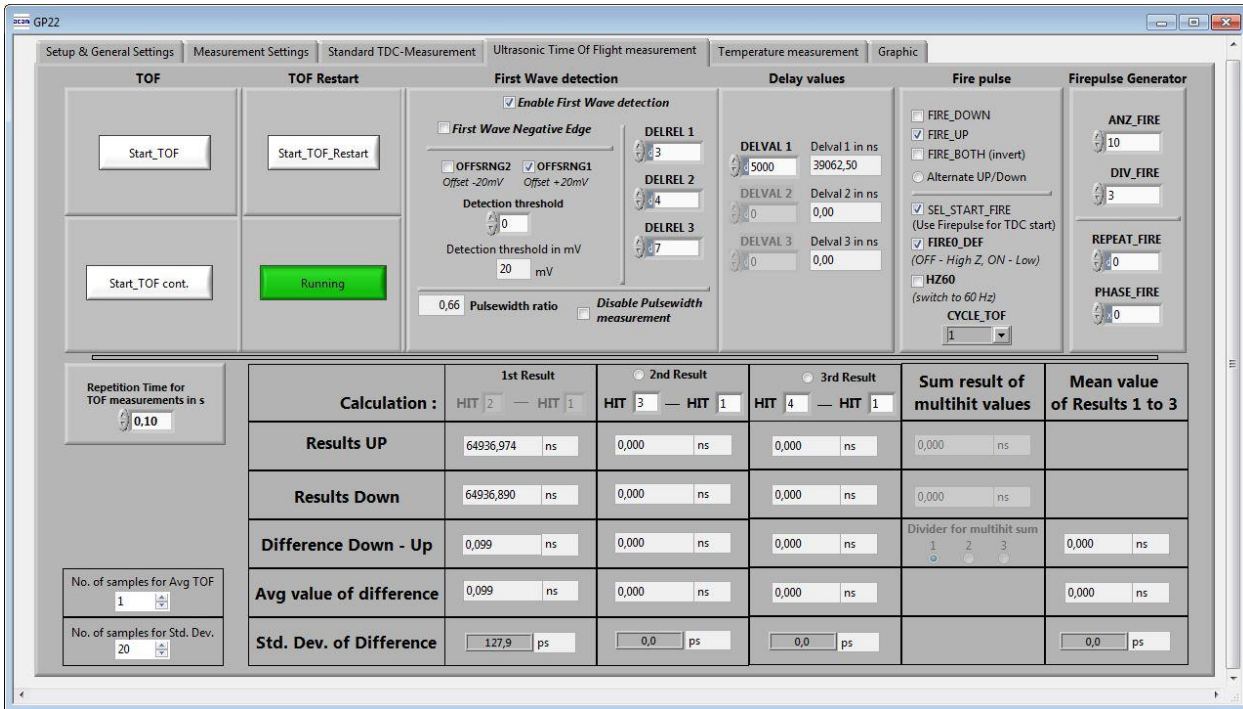 acam GP22
Setup & General Settings Measurement Settings Standard TDC-Measurement Ultrasonic Time Of Flight measurement Temperature measurement Graphic
TOF TOF Restart First Wave detection Delay values Fire pulse Firepulse Generator
Start_TOF
Start_TOF cont.
Start_TOF_Restart
Running
Enable First Wave detection
First Wave Negative Edge
OFFSRNG2 OFFSRNG1
Offset -20mV Offset +20mV
Detection threshold
0
Detection threshold in mV
20 mV
0,66 Pulsewidth ratio
Disable Pulsewidth
measurement
DELREL 1
d 3
DELREL 2
d 4
DELREL 3
d 7
DELVAL 1 Delval 1 in ns
d 5000 39062,50
DELVAL 2 Delval 2 in ns
d 0 0,00
DELVAL 3 Delval 3 in ns
d 0 0,00
FIRE_DOWN
FIRE_UP
FIRE_BOTH (invert)
Alternate UP/Down
SEL_START_FIRE
(Use Firepulse for TDC start)
FIRE0_DEF
(OFF - High Z, ON - Low)
HZ60
(switch to 60 Hz)
CYCLE_TOF
1
ANZ_FIRE
10
DIV_FIRE
3
REPEAT_FIRE
0
PHASE_FIRE
x 0
Repetition Time for
TOF measurements in s
0,10
No. of samples for Avg TOF
1
No. of samples for Std. Dev.
20
1st Result 2nd Result 3rd Result
Calculation : HIT 2 — HIT 1 HIT 3 — HIT 1 HIT 4 — HIT 1
Sum result of
multihit values
Mean value
of Results 1 to 3
Results UP 64936,974 ns 0,000 ns 0,000 ns 0,000 ns
Results Down 64936,890 ns 0,000 ns 0,000 ns 0,000 ns
Difference Down - Up 0,099 ns 0,000 ns 0,000 ns
Divider for multihit sum
1 2 3
0,000 ns
Avg value of difference 0,099 ns 0,000 ns 0,000 ns 0,000 ns
Std. Dev. of Difference 127,9 ps 0,0 ps 0,0 ps 0,0 ps